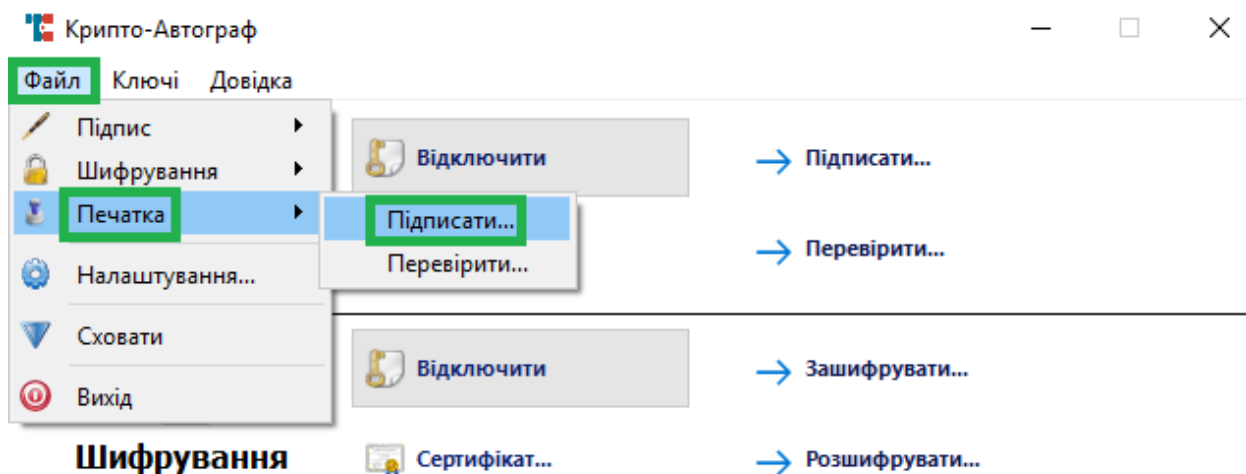 Крипто-Автограф
Файл Ключі Довідка
Підпис
Шифрування
Печатка
Налаштування...
Сховати
Вихід
Підписати...
Перевірити...
Відключити
Підписати...
Перевірити...
Відключити
Зашифрувати...
Шифрування
Сертифікат...
Розшифрувати...